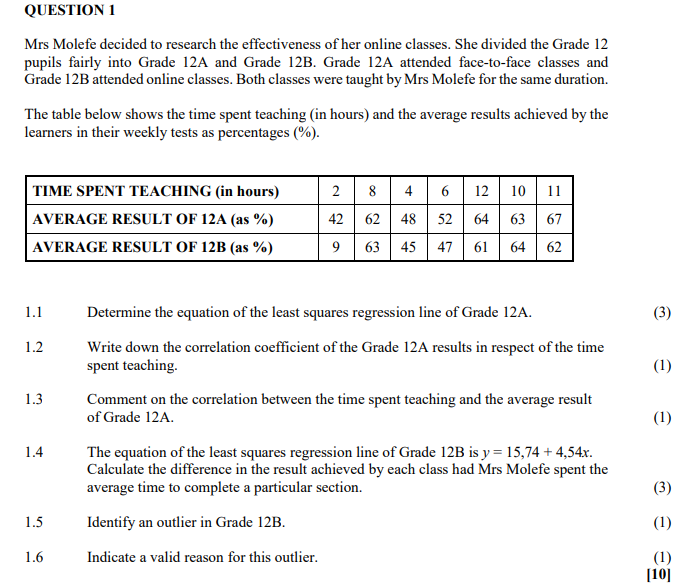 QUESTION 1
Mrs Molefe decided to research the effectiveness of her online classes. She divided the Grade 12
pupils fairly into Grade 12A and Grade 12B. Grade 12A attended face-to-face classes and
Grade 12B attended online classes. Both classes were taught by Mrs Molefe for the same duration.
The table below shows the time spent teaching (in hours) and the average results achieved by the
learners in their weekly tests as percentages (%).
TIME SPENT TEACHING (in hours) 2 8 4 6 12 10 11
AVERAGE RESULT OF 12A (as %) 42 62 48 52 64 63 67
AVERAGE RESULT OF 12B (as %) 9 63 45 47 61 64 62
1.1 Determine the equation of the least squares regression line of Grade 12A. (3)
1.2 Write down the correlation coefficient of the Grade 12A results in respect of the time
spent teaching. (1)
1.3 Comment on the correlation between the time spent teaching and the average result
of Grade 12A. (1)
1.4 The equation of the least squares regression line of Grade 12B is y = 15,74 + 4,54x.
Calculate the difference in the result achieved by each class had Mrs Molefe spent the
average time to complete a particular section. (3)
1.5 Identify an outlier in Grade 12B. (1)
1.6 Indicate a valid reason for this outlier. (1)
[10]